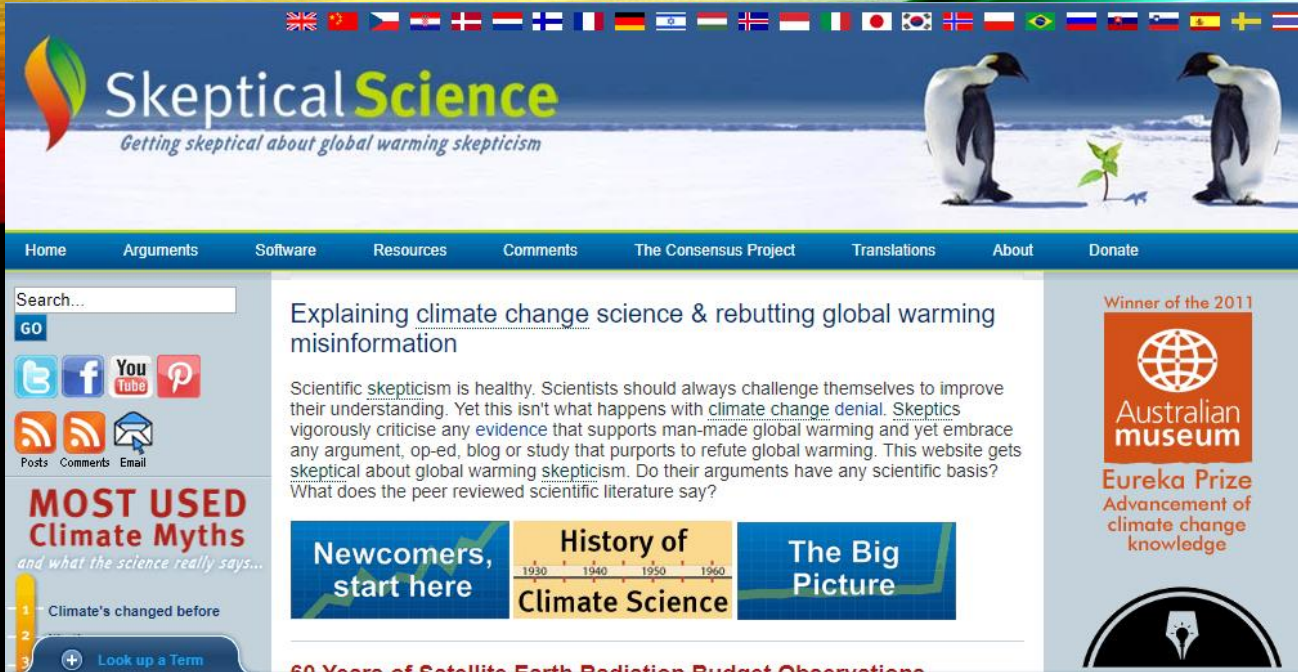 Skeptical Science
Getting skeptical about global warming skepticism
Home Arguments Software Resources Comments The Consensus Project Translations About Donate
Search...
GO
You
Tube
Posts Comments Email
MOST USED
Climate Myths
and what the science really says...
1 Climate's changed before
2
3
Look up a Term
Explaining climate change science & rebutting global warming
misinformation
Scientific skepticism is healthy. Scientists should always challenge themselves to improve
their understanding. Yet this isn't what happens with climate change denial. Skeptics
vigorously criticise any evidence that supports man-made global warming and yet embrace
any argument, op-ed, blog or study that purports to refute global warming. This website gets
skeptical about global warming skepticism. Do their arguments have any scientific basis?
What does the peer reviewed scientific literature say?
Newcomers,
start here
History of
1930 1940 1950 1960
Climate Science
The Big
Picture
60 Years of Satellite Earth Radiation Budget Observations
Winner of the 2011
Australian
museum
Eureka Prize
Advancement of
climate change
knowledge